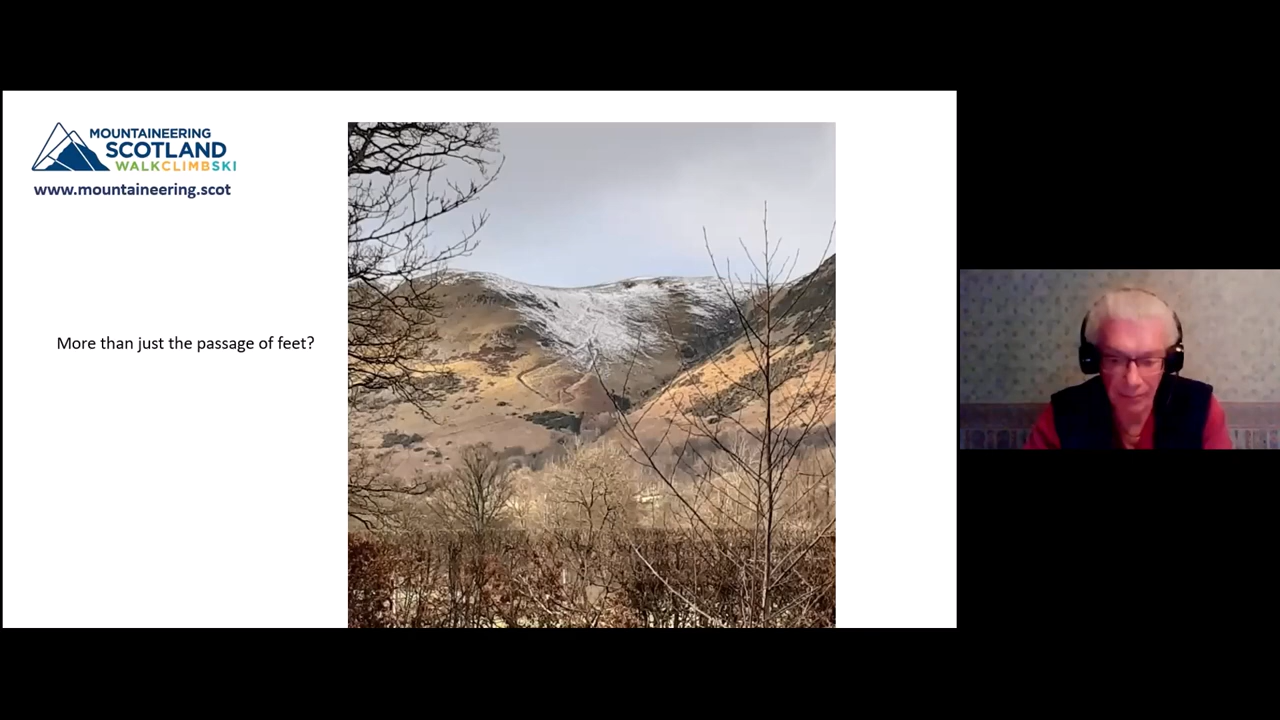 MOUNTAINEERING
SCOTLAND
WALKCLIMBSKI
www.mountaineering.scot
More than just the passage of feet?